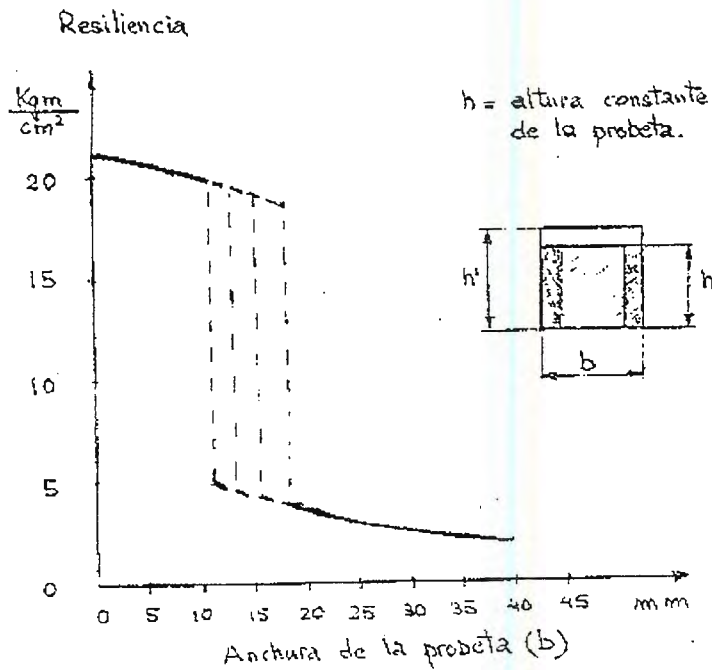 Resiliencia
Kgm
cm²
h = altura constante
de la probeta.
20
15
10
5
0
h'
h
b
0 5 10 15 20 25 30 35 40 45 mm
Anchura de la probeta (b)